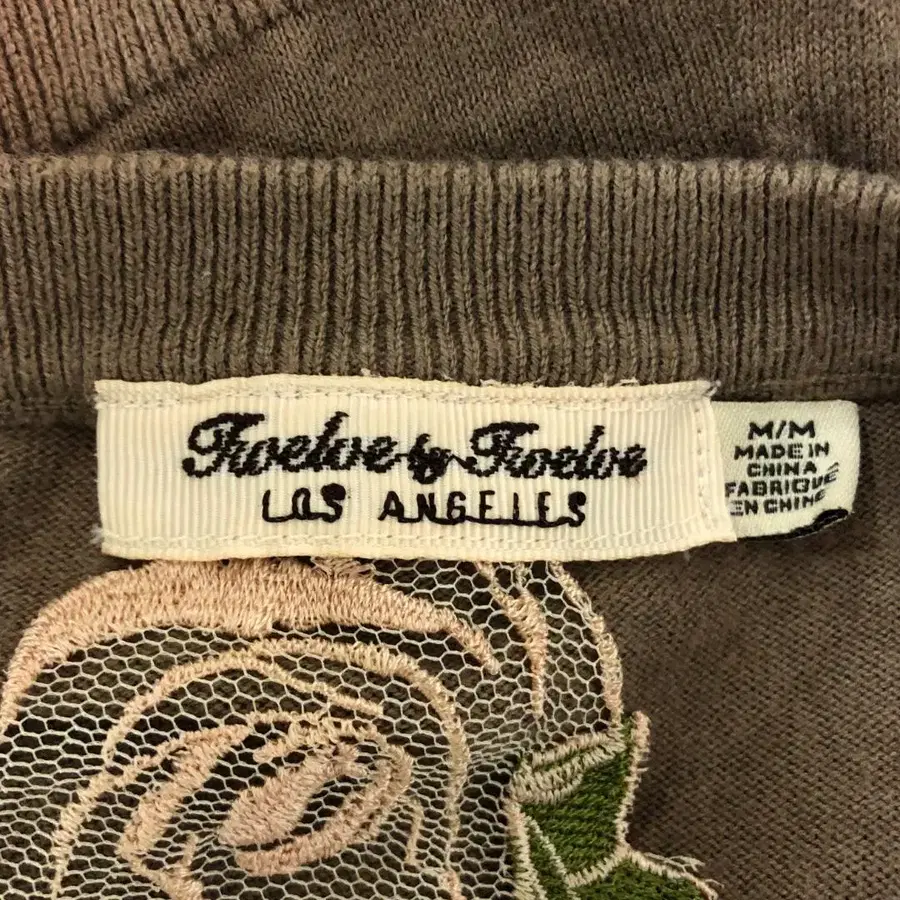 Twelve by Twelve
LOS ANGELES
M/M
MADE IN
CHINA
FABRIQUÉ
EN CHINE